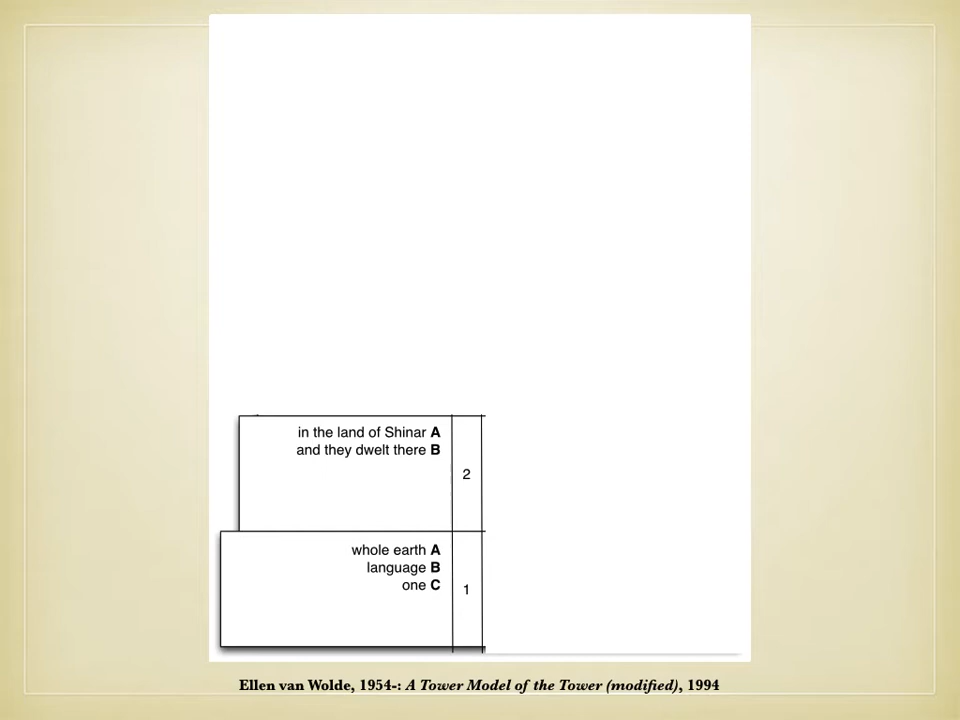 in the land of Shinar A
and they dwelt there B
2
whole earth A
language B
one C
1
Ellen van Wolde, 1954-: A Tower Model of the Tower (modified), 1994